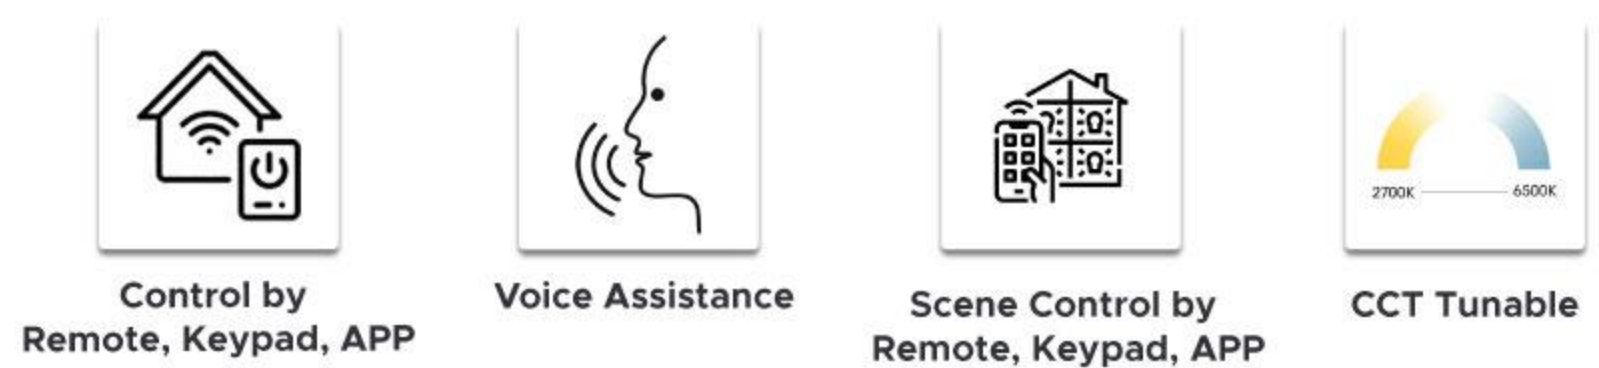 Control by
Remote, Keypad, APP
Voice Assistance
Scene Control by
Remote, Keypad, APP
2700K
6500K
CCT Tunable